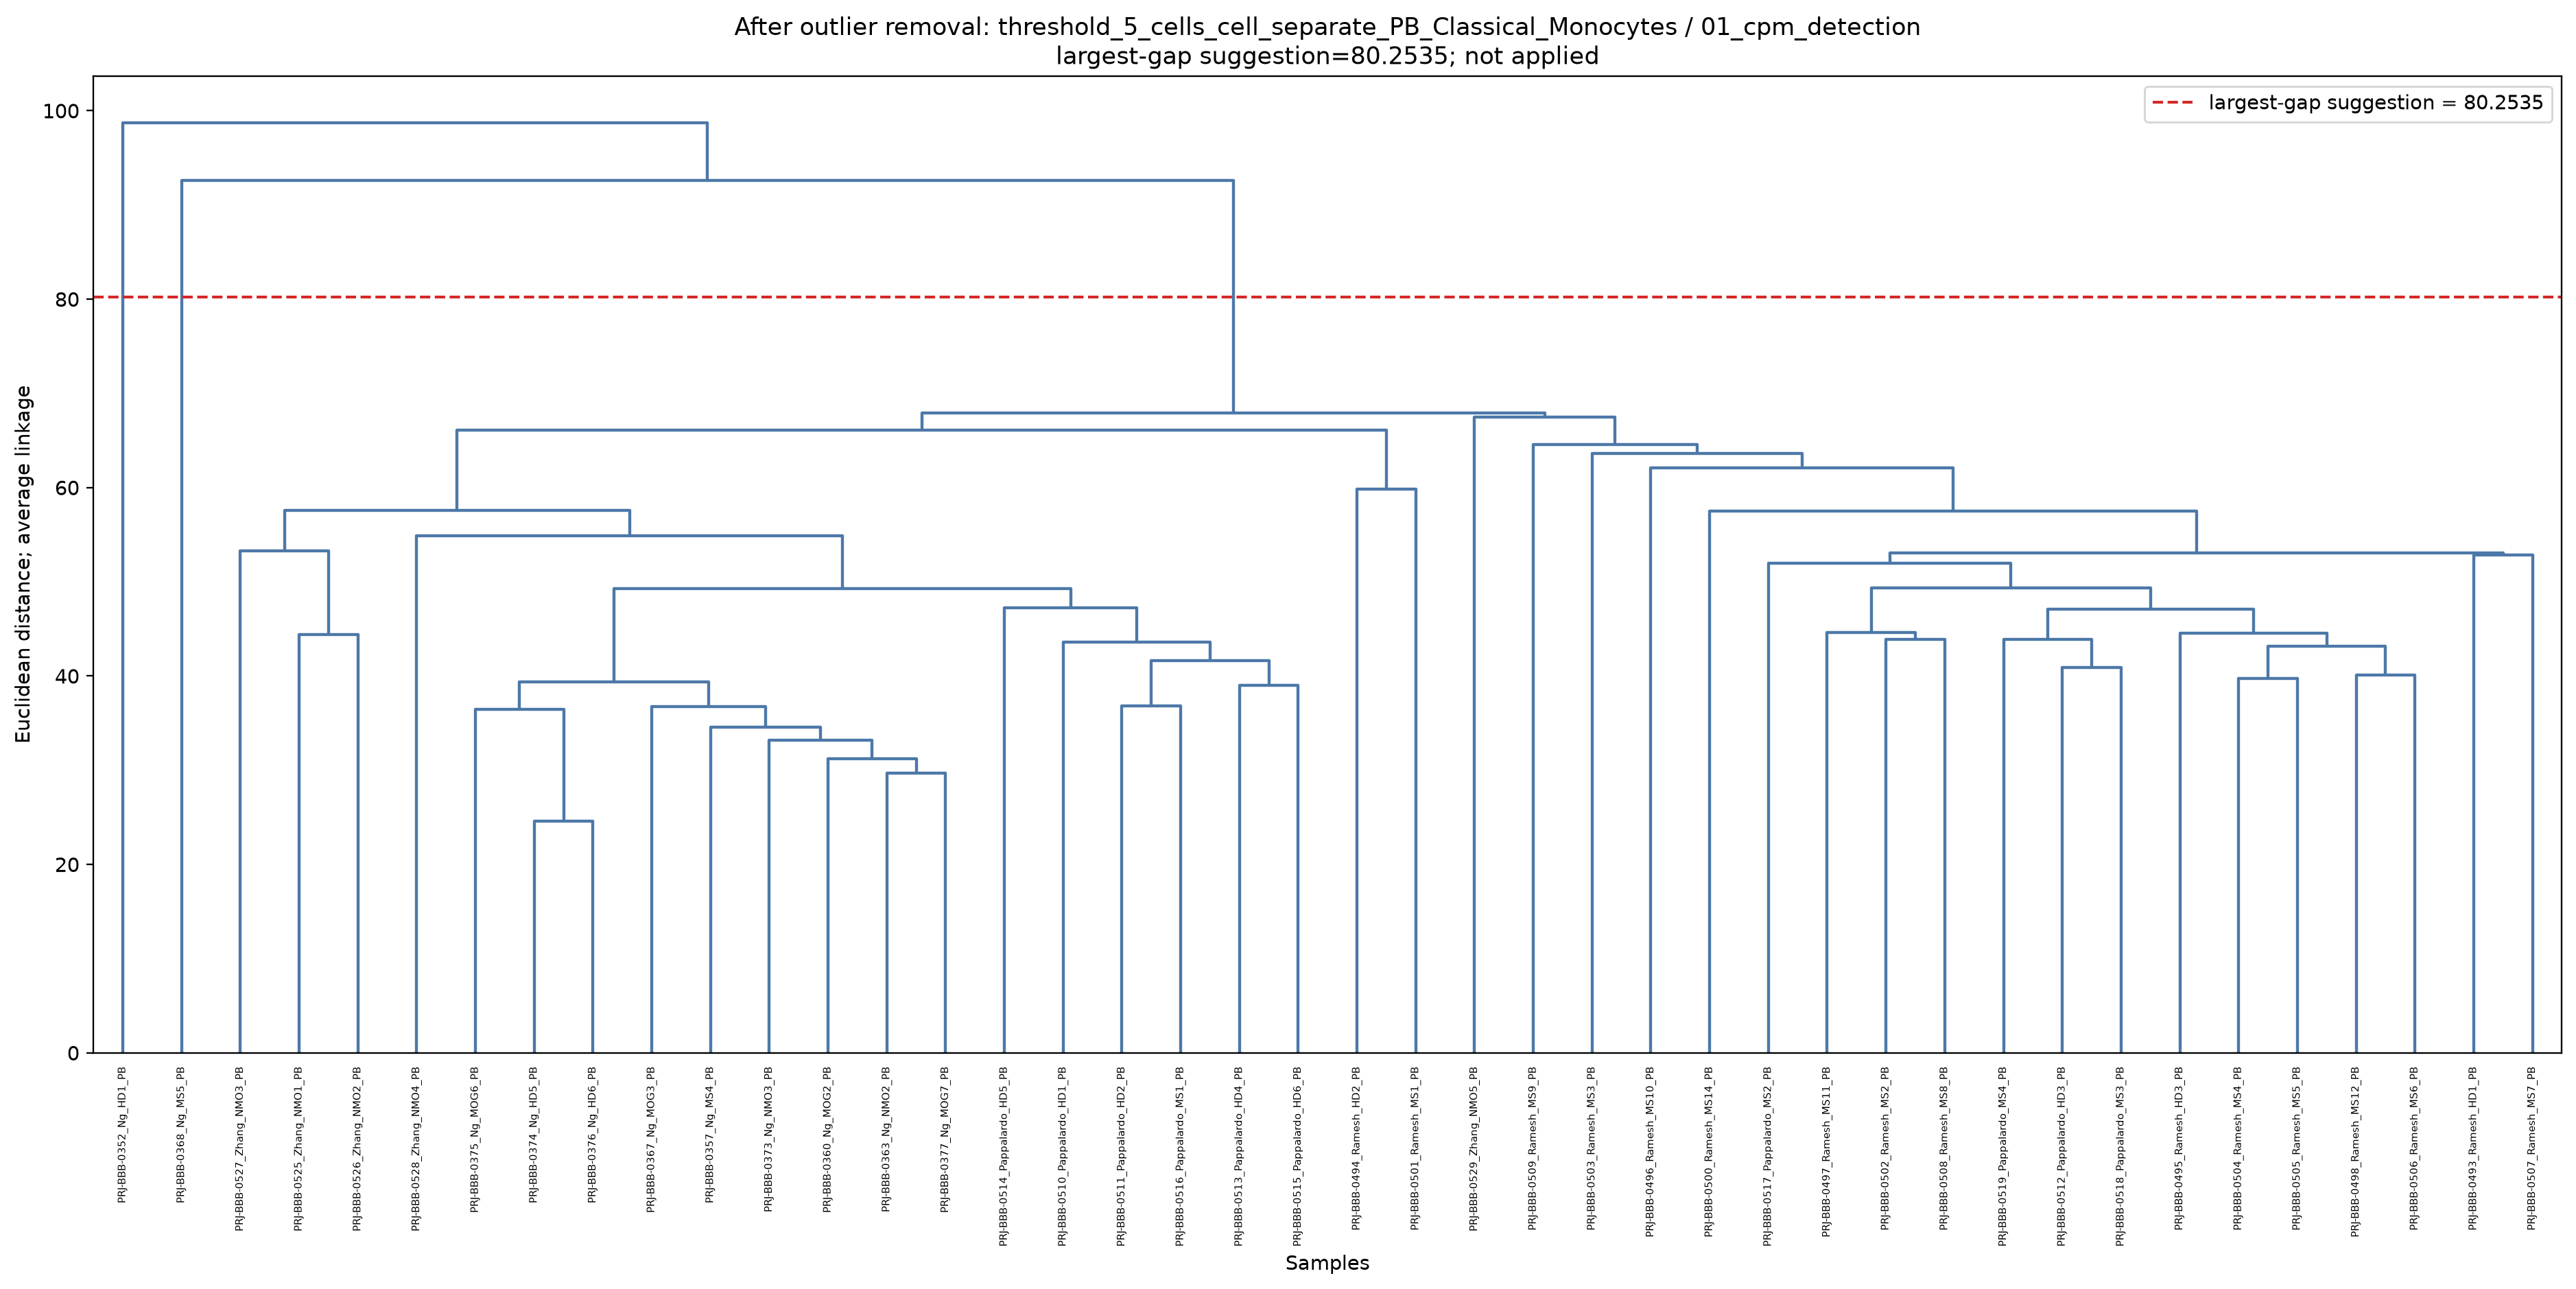 After outlier removal: threshold_5_cells_cell_separate_PB_Classical_Monocytes / 01_cpm_detection
largest-gap suggestion=80.2535; not applied
largest-gap suggestion = 80.2535
Euclidean distance; average linkage
100
80
60
40
20
0
PRJ-BBB-0352_Ng_HD1_PB
PRJ-BBB-0368_Ng_MS5_PB
PRJ-BBB-0527_Zhang_NMO3_PB
PRJ-BBB-0525_Zhang_NMO1_PB
PRJ-BBB-0526_Zhang_NMO2_PB
PRJ-BBB-0528_Zhang_NMO4_PB
PRJ-BBB-0375_Ng_MOG6_PB
PRJ-BBB-0374_Ng_HD5_PB
PRJ-BBB-0376_Ng_HD6_PB
PRJ-BBB-0367_Ng_MOG3_PB
PRJ-BBB-0357_Ng_MS4_PB
PRJ-BBB-0373_Ng_NMO3_PB
PRJ-BBB-0360_Ng_MOG2_PB
PRJ-BBB-0363_Ng_NMO2_PB
PRJ-BBB-0377_Ng_MOG7_PB
PRJ-BBB-0514_Pappalardo_HD5_PB
PRJ-BBB-0510_Pappalardo_HD1_PB
PRJ-BBB-0511_Pappalardo_HD2_PB
PRJ-BBB-0516_Pappalardo_MS1_PB
PRJ-BBB-0513_Pappalardo_HD4_PB
PRJ-BBB-0515_Pappalardo_HD6_PB
PRJ-BBB-0494_Ramesh_HD2_PB
PRJ-BBB-0501_Ramesh_MS1_PB
PRJ-BBB-0529_Zhang_NMO5_PB
PRJ-BBB-0509_Ramesh_MS9_PB
PRJ-BBB-0503_Ramesh_MS3_PB
PRJ-BBB-0496_Ramesh_MS10_PB
PRJ-BBB-0500_Ramesh_MS14_PB
PRJ-BBB-0517_Pappalardo_MS2_PB
PRJ-BBB-0497_Ramesh_MS11_PB
PRJ-BBB-0502_Ramesh_MS2_PB
PRJ-BBB-0508_Ramesh_MS8_PB
PRJ-BBB-0519_Pappalardo_MS4_PB
PRJ-BBB-0512_Pappalardo_HD3_PB
PRJ-BBB-0518_Pappalardo_MS3_PB
PRJ-BBB-0495_Ramesh_HD3_PB
PRJ-BBB-0504_Ramesh_MS4_PB
PRJ-BBB-0505_Ramesh_MS5_PB
PRJ-BBB-0498_Ramesh_MS12_PB
PRJ-BBB-0506_Ramesh_MS6_PB
PRJ-BBB-0493_Ramesh_HD1_PB
PRJ-BBB-0507_Ramesh_MS7_PB
Samples